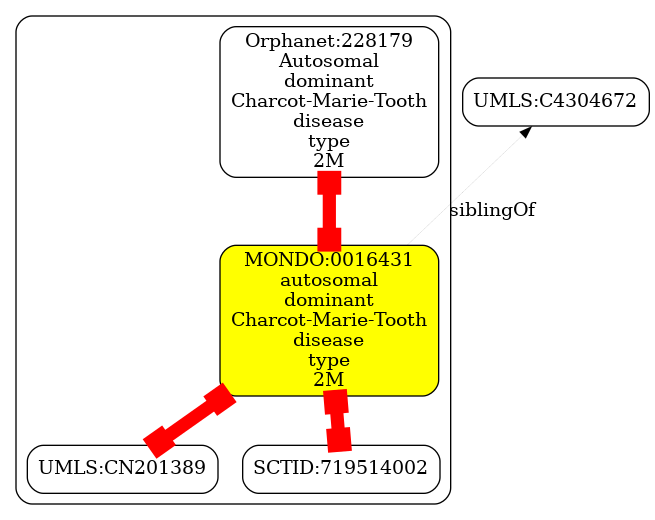 Orphanet:228179
Autosomal
dominant
Charcot-Marie-Tooth
disease
type
2M
UMLS:C4304672
siblingOf
MONDO:0016431
autosomal
dominant
Charcot-Marie-Tooth
disease
type
2M
UMLS:CN201389
SCTID:719514002